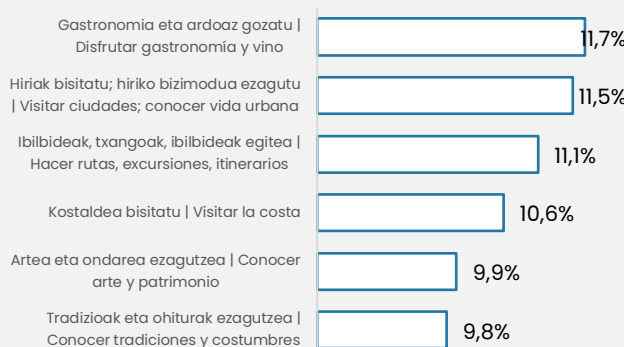 Gastronomia eta ardoaz gozatu |
Disfrutar gastronomía y vino
11,7%
Hiriak bisitatu; hiriko bizimodua ezagutu
| Visitar ciudades; conocer vida urbana
11,5%
Ibilbideak, txangoak, ibilbideak egitea |
Hacer rutas, excursiones, itinerarios
11,1%
Kostaldea bisitatu | Visitar la costa
10,6%
Artea eta ondarea ezagutzea | Conocer
arte y patrimonio
9,9%
Tradizioak eta ohiturak ezagutzea |
Conocer tradiciones y costumbres
9,8%